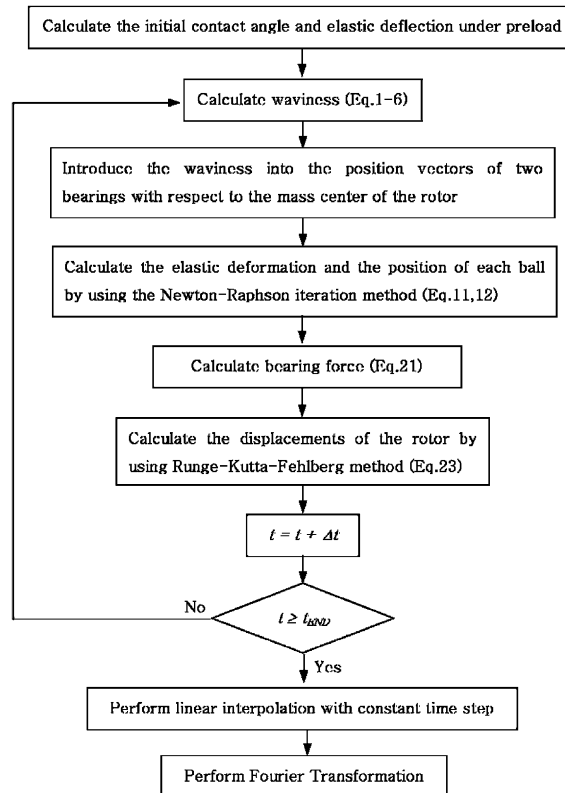 Calculate the initial contact angle and elastic deflection under preload
Calculate waviness (Eq.1-6)
Introduce the waviness into the position vectors of two
bearings with respect to the mass center of the rotor
Calculate the elastic deformation and the position of each ball
by using the Newton-Raphson iteration method (Eq.11,12)
Calculate bearing force (Eq.21)
Calculate the displacements of the rotor by
using Runge-Kutta-Fehlberg method (Eq.23)
t = t + Δt
No
t ≥ tEND
Yes
Perform linear interpolation with constant time step
Perform Fourier Transformation